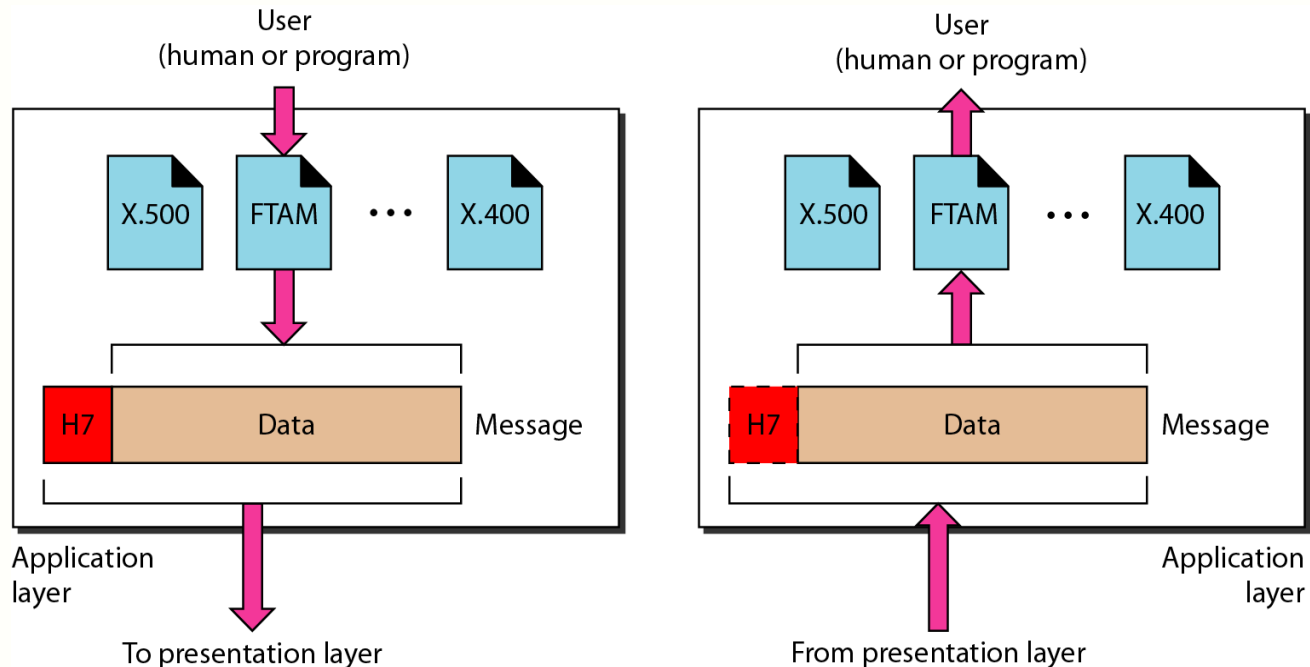 User
(human or program)
X.500
FTAM
...
X.400
H7
Data
Message
Application
layer
To presentation layer
User
(human or program)
X.500
FTAM
...
X.400
H7
Data
Message
Application
layer
From presentation layer